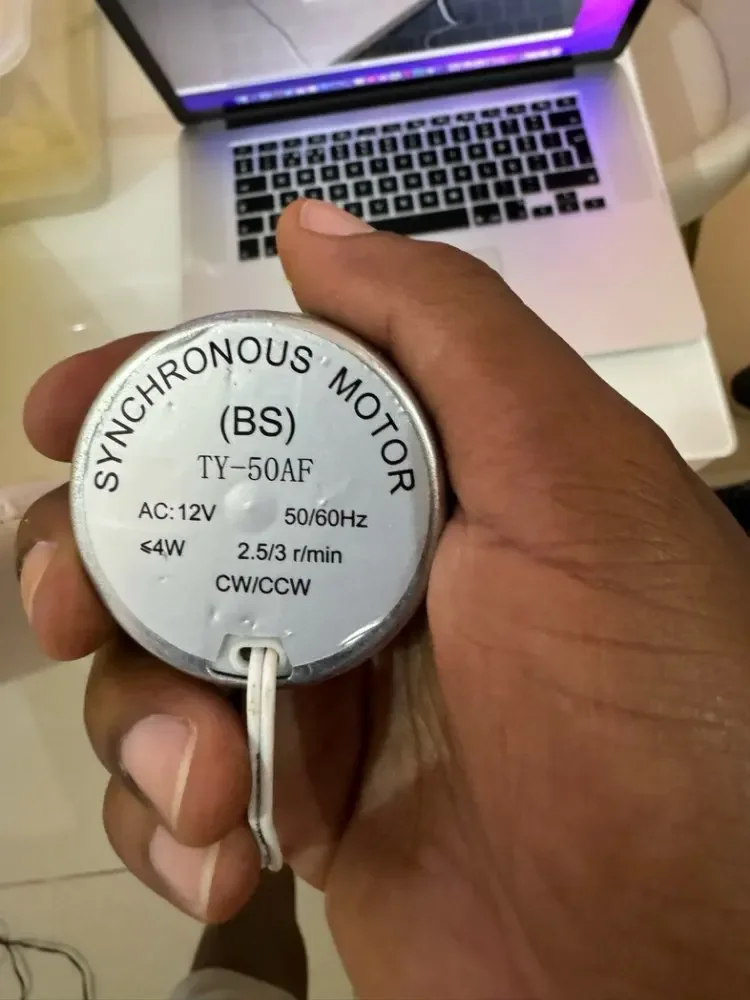 SYNCHRONOUS MOTOR
(BS)
TY-50AF
AC:12V 50/60Hz
≤4W 2.5/3 r/min
CW/CCW